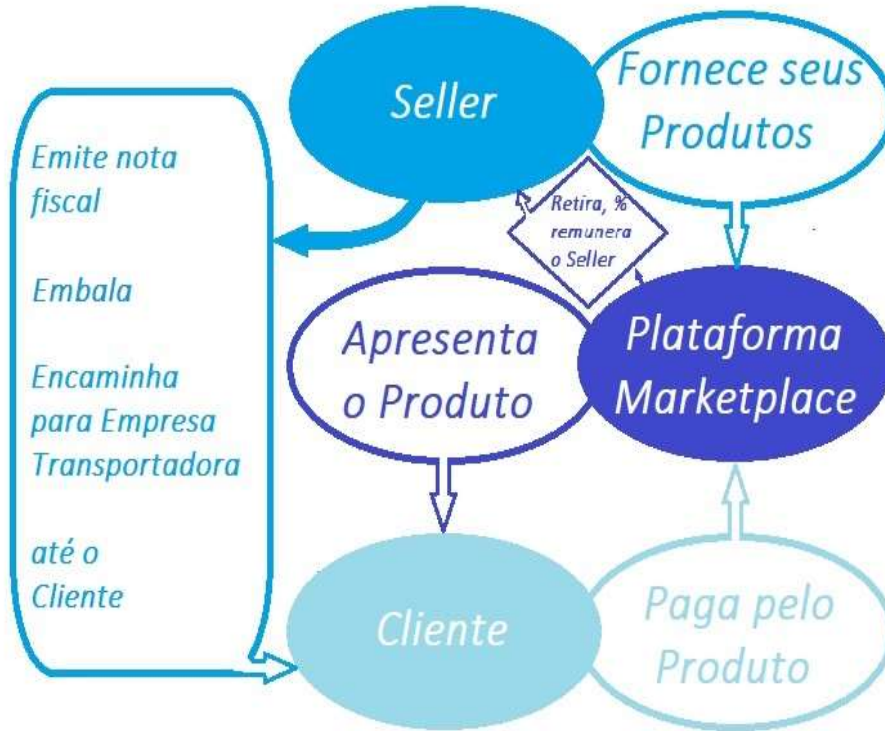 Seller
Fornece seus
Produtos
Emite nota
fiscal
Embala
Encaminha
para Empresa
Transportadora
até o
Cliente
Retira, %
remunera
o Seller
Apresenta
o Produto
Plataforma
Marketplace
Cliente
Paga pelo
Produto